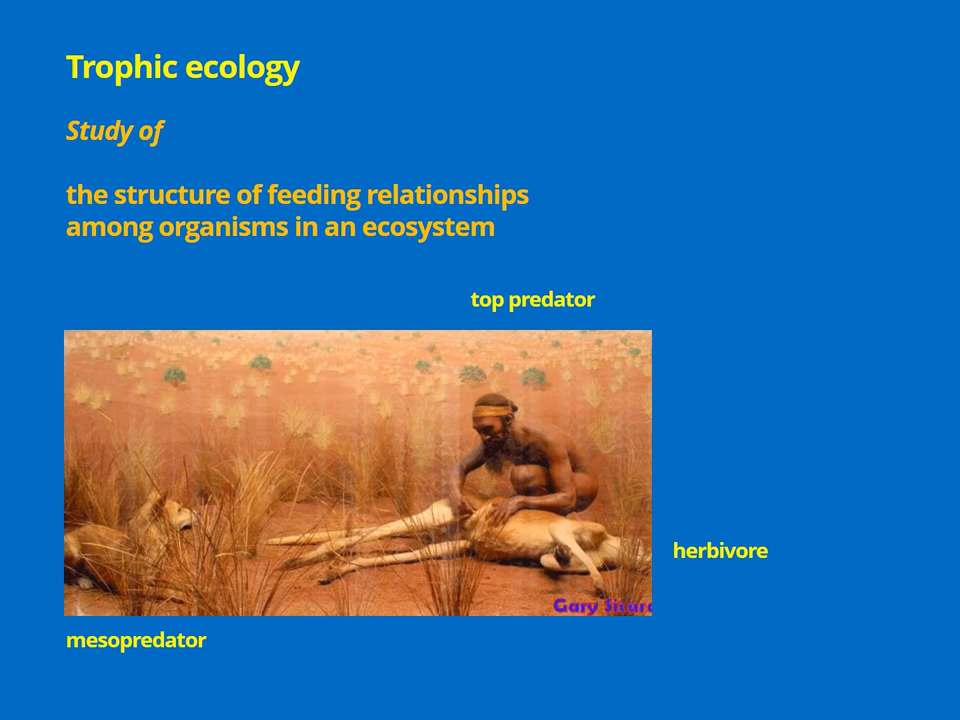 Trophic ecology
Study of
the structure of feeding relationships
among organisms in an ecosystem
top predator
herbivore
Gary
mesopredator